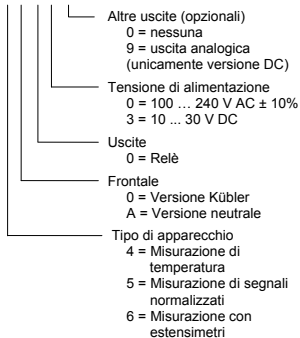 Altre uscite (opzionali)
0 = nessuna
9 = uscita analogica
(unicamente versione DC)
Tensione di alimentazione
0 = 100 … 240 V AC ± 10%
3 = 10 ... 30 V DC
Uscite
0 = Relè
Frontale
0 = Versione Kübler
A = Versione neutrale
Tipo di apparecchio
4 = Misurazione di
temperatura
5 = Misurazione di segnali
normalizzati
6 = Misurazione con
estensimetri